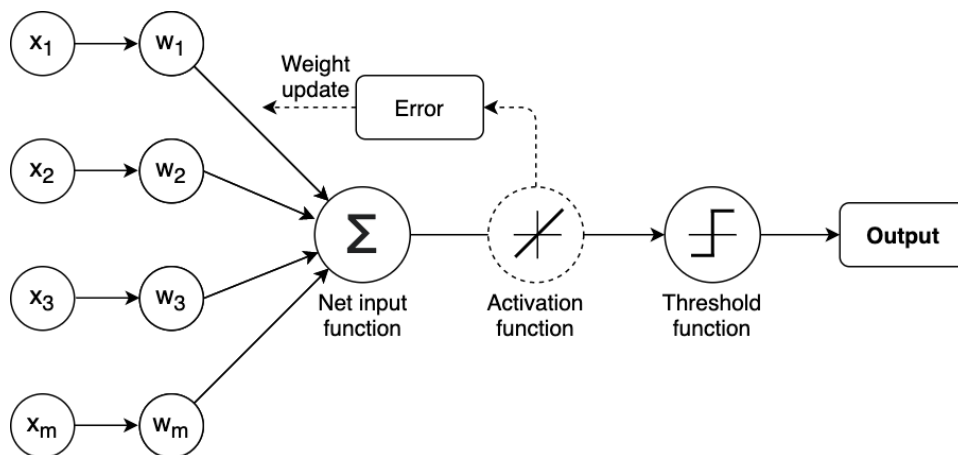 x1
w1
Weight
update
Error
x2
w2
Σ
Output
x3
w3
Net input
function
Activation
function
Threshold
function
xm
wm